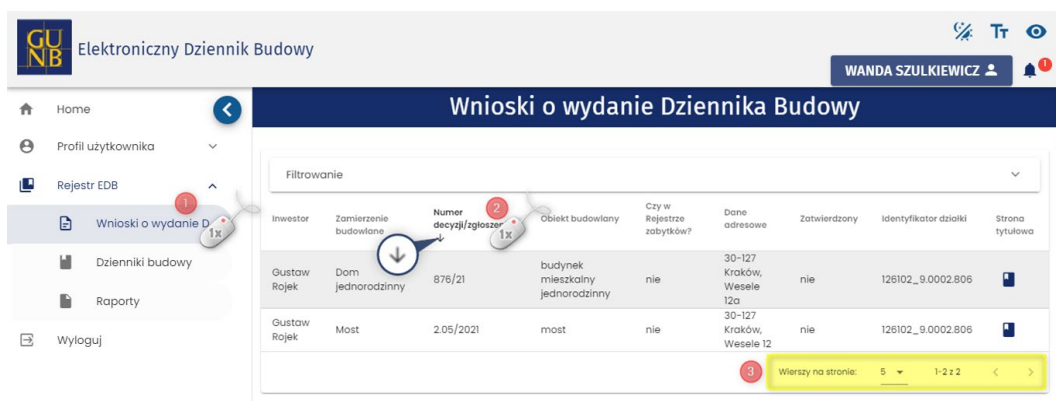 GU
NB
Elektroniczny Dziennik Budowy
Tт
WANDA SZULKIEWICZ
1
Home
Profil użytkownika
Rejestr EDB
1
Wnioski o wydanie D
1x
Dzienniki budowy
Raporty
Wyloguj
Wnioski o wydanie Dziennika Budowy
Filtrowanie
2
1x
Inwestor
Zamierzenie
budowlane
Numer
decyzji/zgłoszen
Obiekt budowlany
Czy w
Rejestrze
zabytków?
Dane
adresowe
Zatwierdzony
Identyfikator działki
Strona
tytułowa
Gustaw
Rojek
Dom
jednorodzinny
876/21
budynek
mieszkalny
jednorodzinny
nie
30-127
Kraków,
Wesele
12a
nie
126102_9.0002.806
Gustaw
Rojek
Most
2.05/2021
most
nie
30-127
Kraków,
Wesele 12
nie
126102_9.0002.806
3
Wierszy na stronie: 5 1-2 z 2